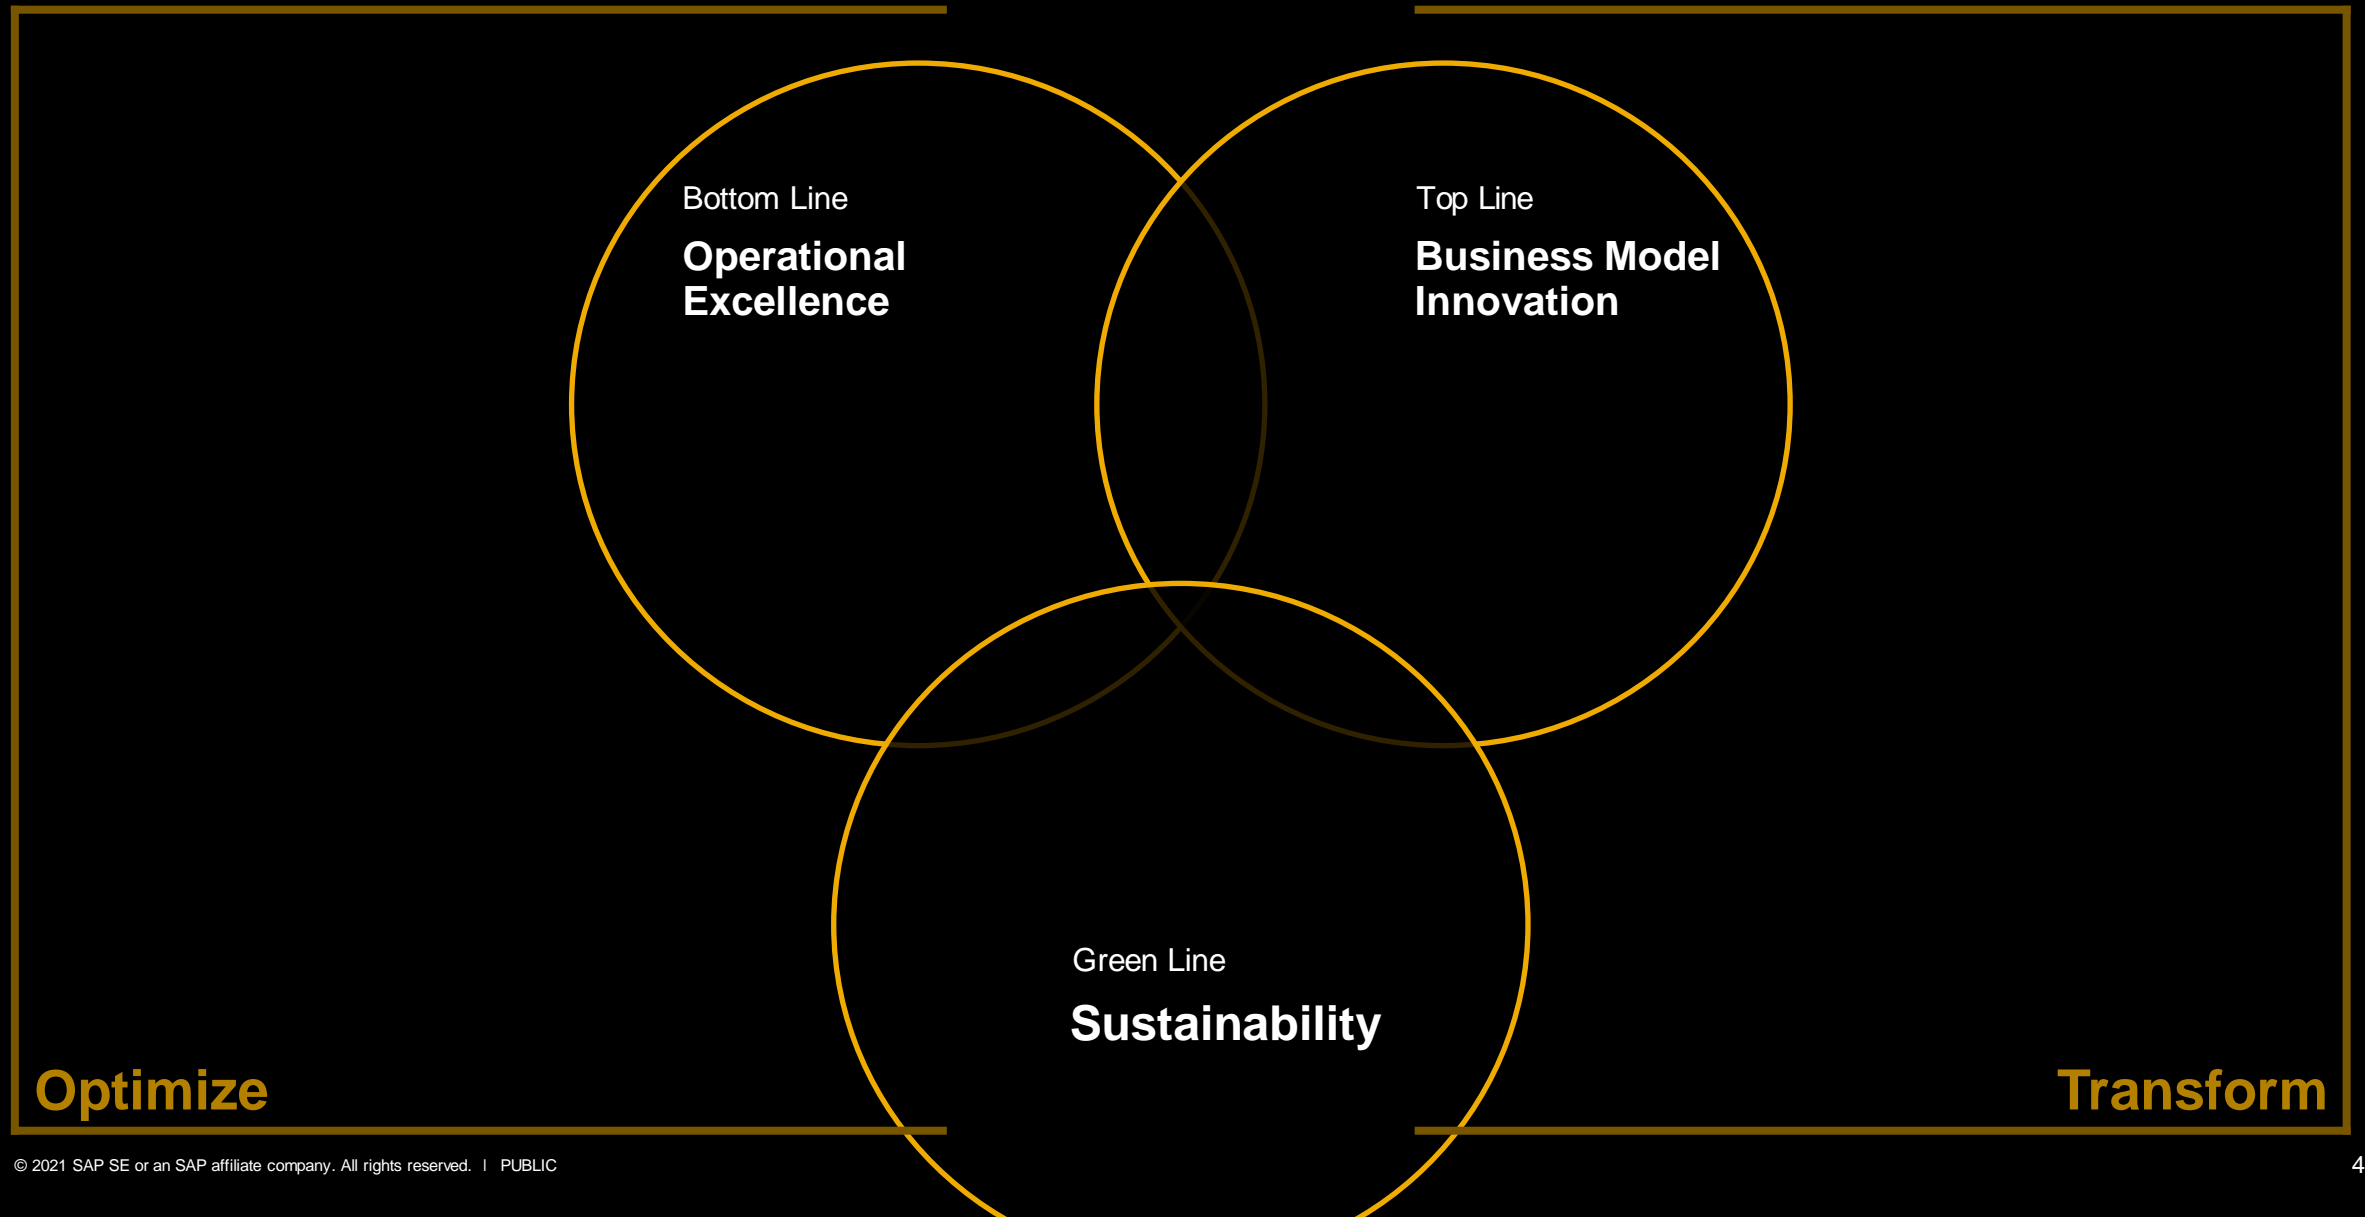 Bottom Line
Operational
Excellence
Top Line
Business Model
Innovation
Green Line
Sustainability
Optimize
Transform
© 2021 SAP SE or an SAP affiliate company. All rights reserved. | PUBLIC
4